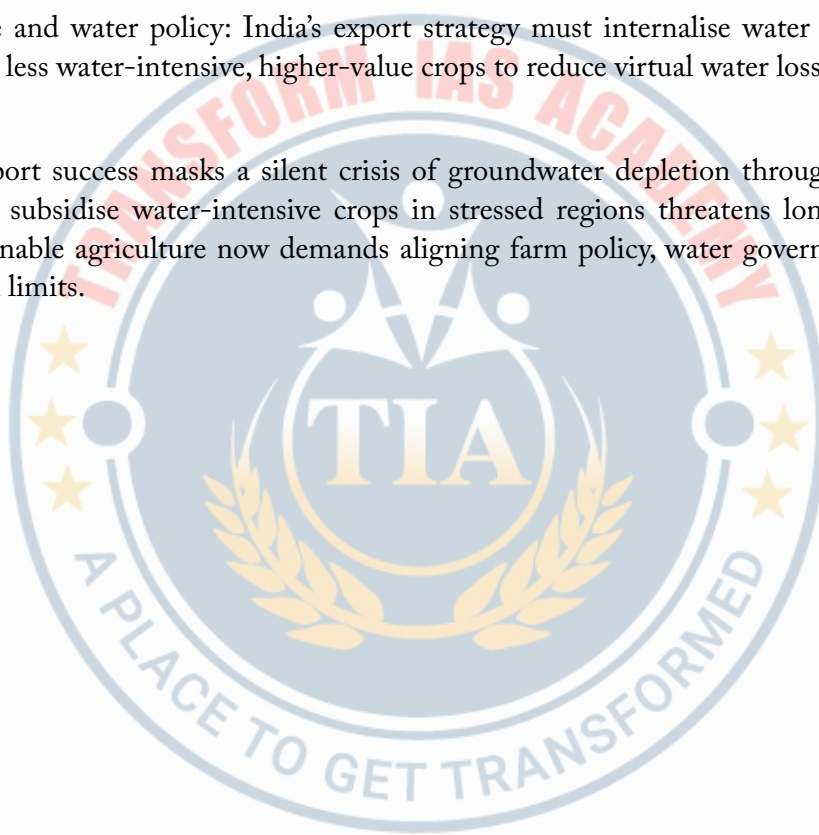 e and water policy: India's export strategy must internalise water
less water-intensive, higher-value crops to reduce virtual water loss
port success masks a silent crisis of groundwater depletion throug
subsidise water-intensive crops in stressed regions threatens lon
nable agriculture now demands aligning farm policy, water govern
limits.
TRANSFORM IAS ACADEMY
TIA
A PLACE TO GET TRANSFORMED